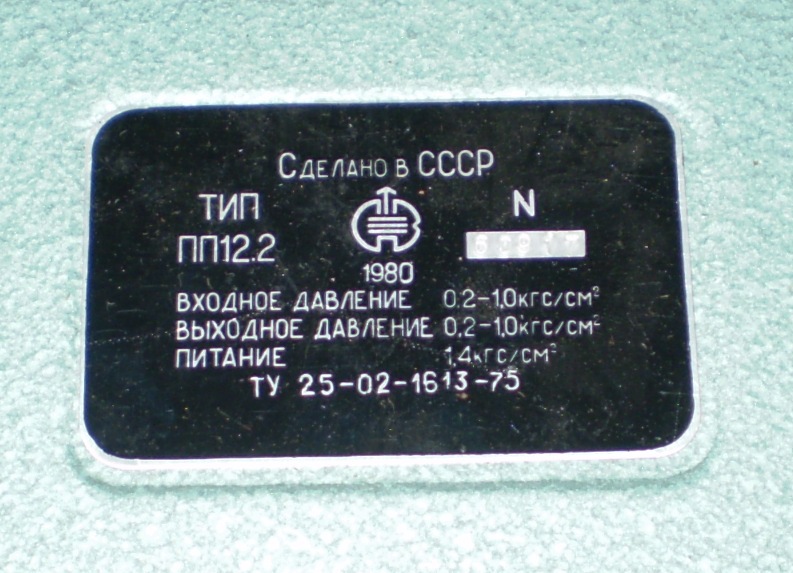 Сделано в СССР
ТИП N
ПП12.2
1980
ВХОДНОЕ ДАВЛЕНИЕ 0,2-1,0кгс/см²
ВЫХОДНОЕ ДАВЛЕНИЕ 0,2-1,0кгс/см²
ПИТАНИЕ 1,4кгс/см²
ТУ 25-02-1613-75